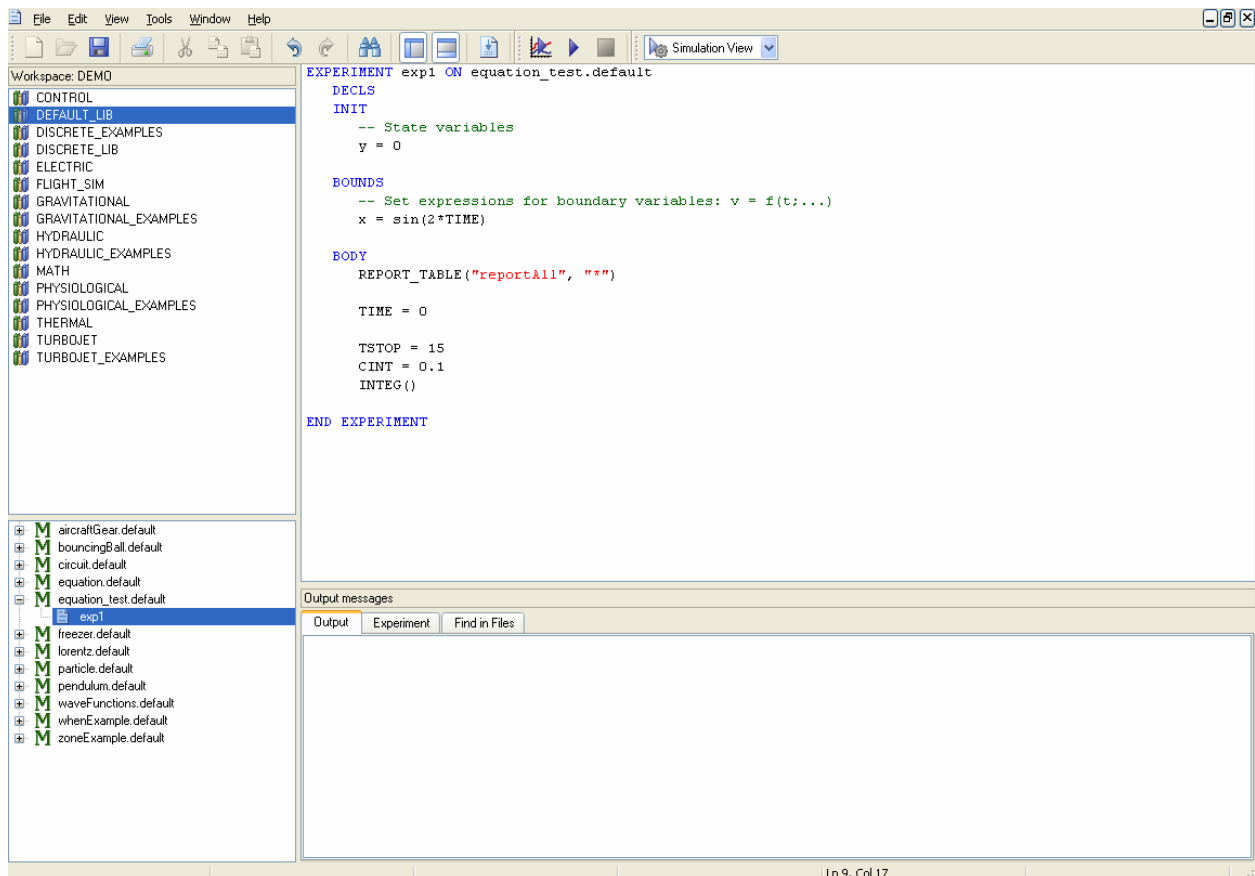 File Edit View Tools Window Help
Simulation View
Workspace: DEMO
CONTROL
DEFAULT_LIB
DISCRETE_EXAMPLES
DISCRETE_LIB
ELECTRIC
FLIGHT_SIM
GRAVITATIONAL
GRAVITATIONAL_EXAMPLES
HYDRAULIC
HYDRAULIC_EXAMPLES
MATH
PHYSIOLOGICAL
PHYSIOLOGICAL_EXAMPLES
THERMAL
TURBOJET
TURBOJET_EXAMPLES
EXPERIMENT exp1 ON equation_test.default
DECLS
INIT
-- State variables
y = 0
BOUNDS
-- Set expressions for boundary variables: v = f(t;...)
x = sin(2*TIME)
BODY
REPORT_TABLE("reportAll", "*")
TIME = 0
TSTOP = 15
CINT = 0.1
INTEG()
END EXPERIMENT
M aircraftGear.default
M bouncingBall.default
M circuit.default
M equation.default
M equation_test.default
exp1
M freezer.default
M lorentz.default
M particle.default
M pendulum.default
M waveFunctions.default
M whenExample.default
M zoneExample.default
Output messages
Output Experiment Find in Files
Ln 9, Col 17